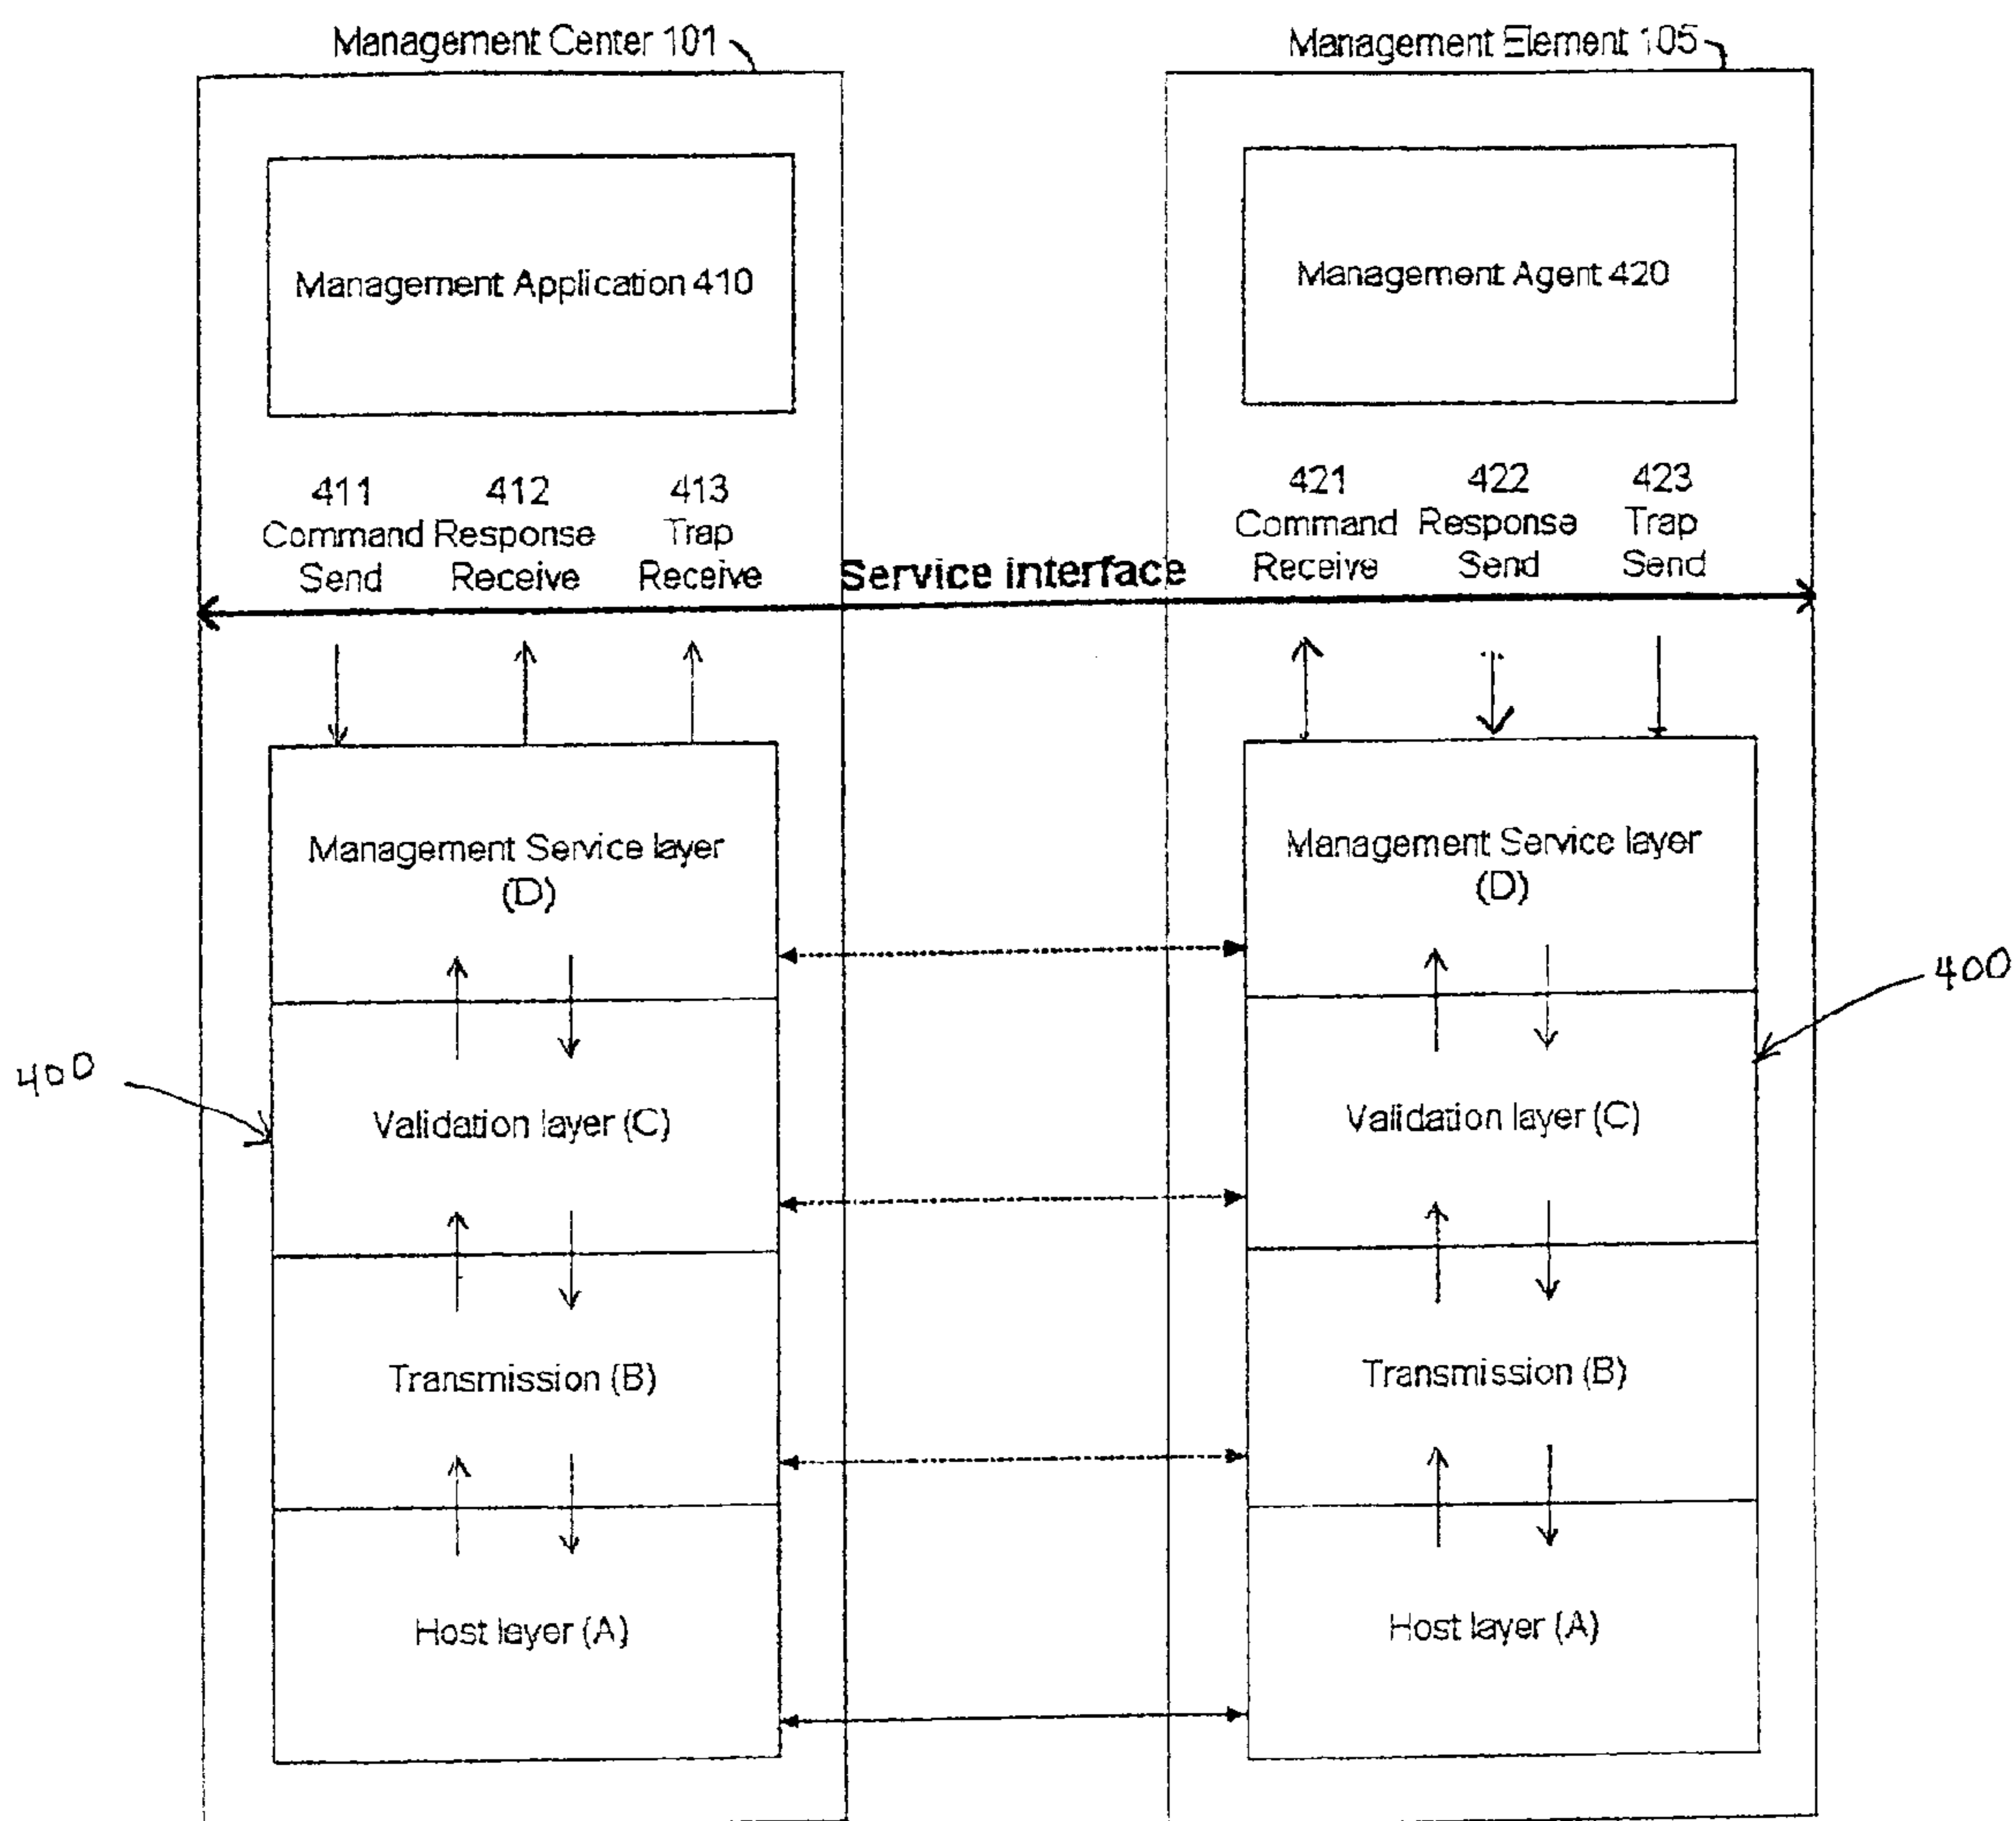 Management Center 101
Management Element 105
Management Application 410
Management Agent 420
411
Command
Send
412
Response
Receive
413
Trap
Receive
Service interface
421
Command
Receive
422
Response
Send
423
Trap
Send
Management Service layer
(D)
Management Service layer
(D)
400
400
Validation layer (C)
Validation layer (C)
Transmission (B)
Transmission (B)
Host layer (A)
Host layer (A)